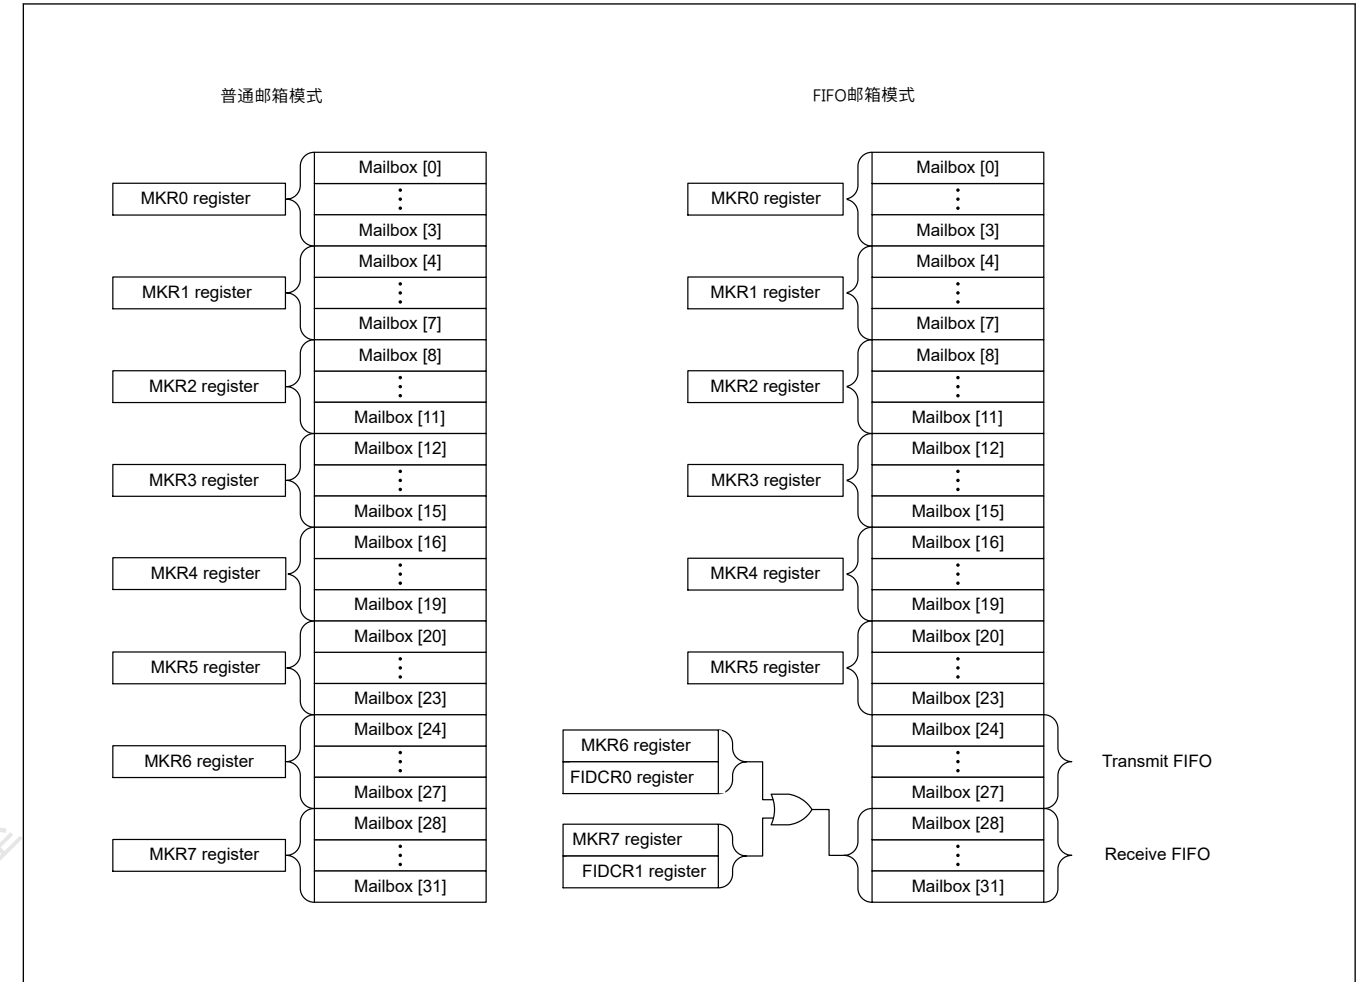 普通邮箱模式
Mailbox [0]
MKR0 register
Mailbox [3]
Mailbox [4]
MKR1 register
Mailbox [7]
Mailbox [8]
MKR2 register
Mailbox [11]
Mailbox [12]
MKR3 register
Mailbox [15]
Mailbox [16]
MKR4 register
Mailbox [19]
Mailbox [20]
MKR5 register
Mailbox [23]
Mailbox [24]
MKR6 register
Mailbox [27]
Mailbox [28]
MKR7 register
Mailbox [31]
FIFO邮箱模式
Mailbox [0]
MKR0 register
Mailbox [3]
Mailbox [4]
MKR1 register
Mailbox [7]
Mailbox [8]
MKR2 register
Mailbox [11]
Mailbox [12]
MKR3 register
Mailbox [15]
Mailbox [16]
MKR4 register
Mailbox [19]
Mailbox [20]
MKR5 register
Mailbox [23]
Mailbox [24]
MKR6 register
FIDCR0 register
Transmit FIFO
Mailbox [27]
Mailbox [28]
MKR7 register
FIDCR1 register
Receive FIFO
Mailbox [31]